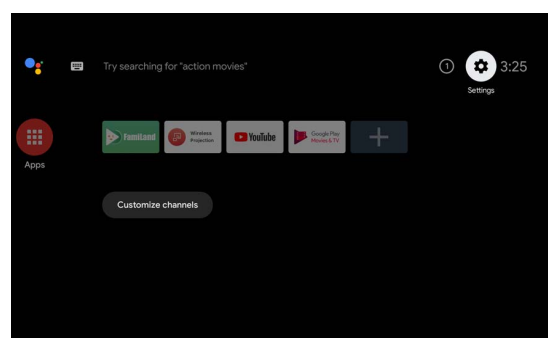 Try searching for "action movies"
1
3:25
Settings
Familand
Wireless
Projection
YouTube
Google Play
Movies & TV
Apps
Customize channels